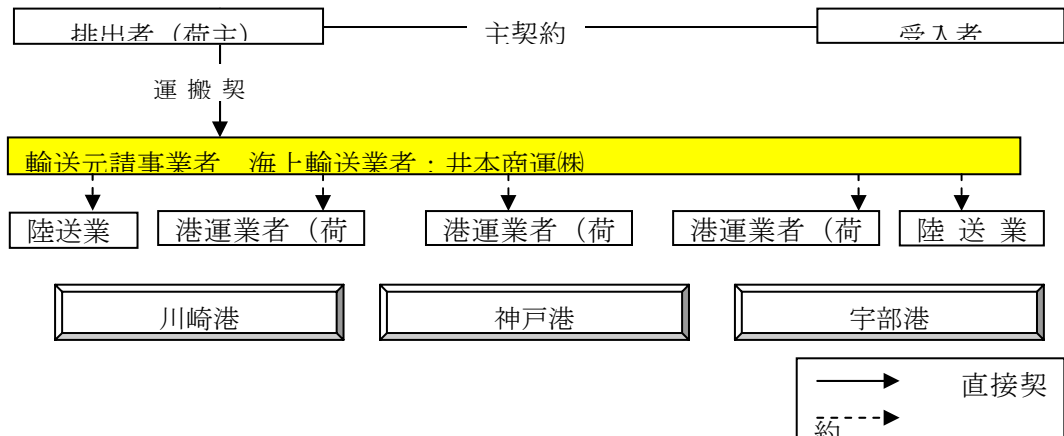 排出者（荷主）
主契約
受入者
運 搬 契
輸送元請事業者　海上輸送業者：井本商運㈱
陸送業
港運業者（荷
港運業者（荷
港運業者（荷
陸 送 業
川崎港
神戸港
宇部港
直接契
約